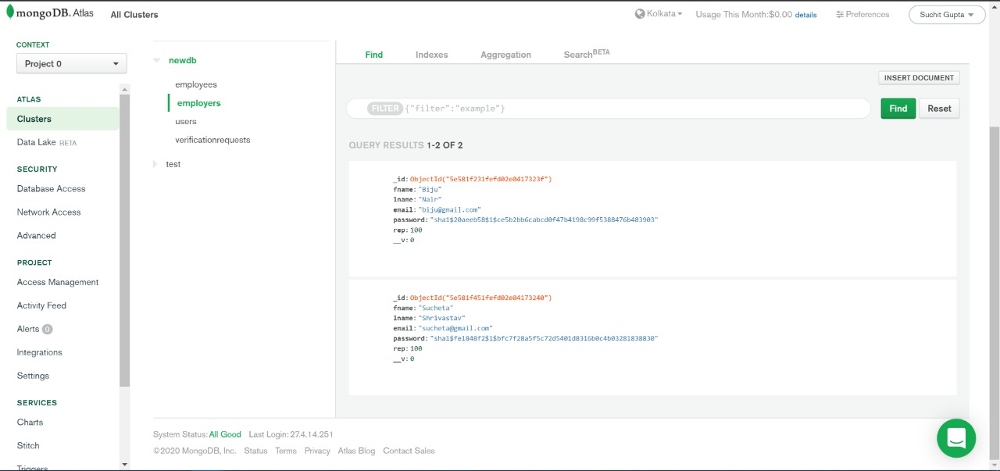 mongoDB. Atlas All Clusters Kolkata Usage This Month:$0.00 details Preferences Suchit Gupta
CONTEXT
Project 0
ATLAS
Clusters
Data Lake BETA
SECURITY
Database Access
Network Access
Advanced
PROJECT
Access Management
Activity Feed
Alerts 0
Integrations
Settings
SERVICES
Charts
Stitch
Triggers
newdb
employees
employers
users
verificationrequests
test
Find Indexes Aggregation Search BETA
INSERT DOCUMENT
FILTER {"filter":"example"} Find Reset
QUERY RESULTS 1-2 OF 2
_id:ObjectId("5e581f231fefd02e0417323f")
fname:"Biju"
lname:"Nair"
email:"biju@gmail.com"
password:"sha1$20aeeb58$1$ce5b2bb6cabcd0f47b4198c99f5388476b483903"
rep:100
__v:0
_id:ObjectId("5e581f451fefd02e04173240")
fname:"Sucheta"
lname:"Shrivastav"
email:"sucheta@gmail.com"
password:"sha1$fe1848f2$1$bfc7f28a5f5c72d5401d8316b0c4b03281838830"
rep:100
__v:0
System Status: All Good Last Login: 27.4.14.251
©2020 MongoDB, Inc. Status Terms Privacy Atlas Blog Contact Sales